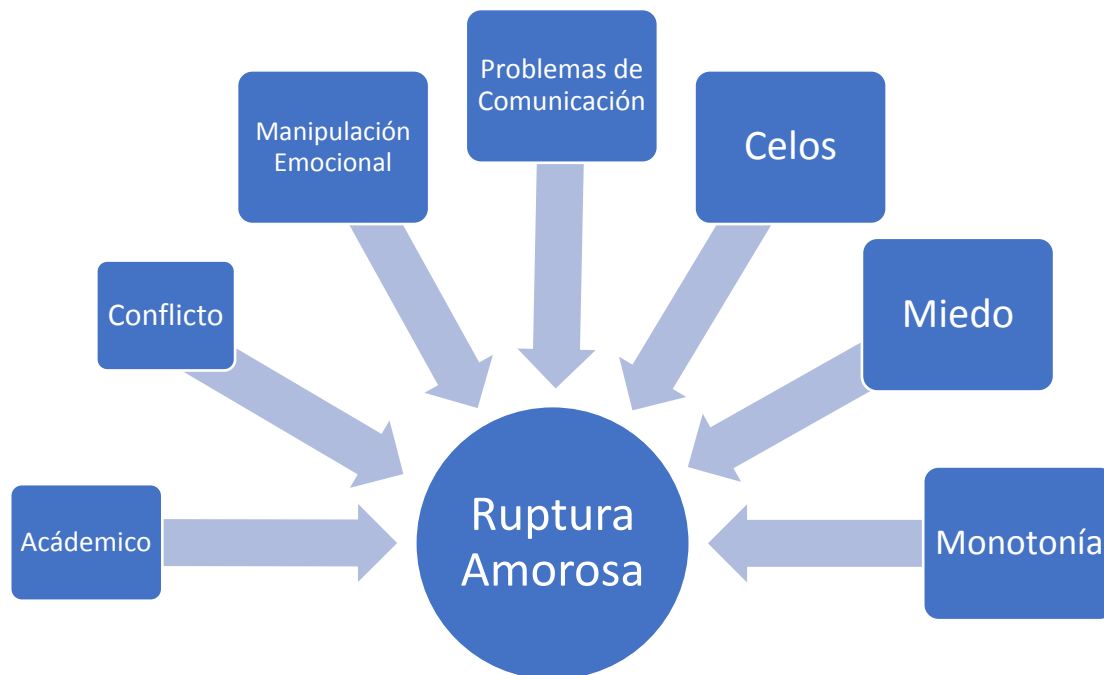 Problemas de
Comunicación
Manipulación
Emocional
Celos
Conflicto
Miedo
Acádemico
Ruptura
Amorosa
Monotonía